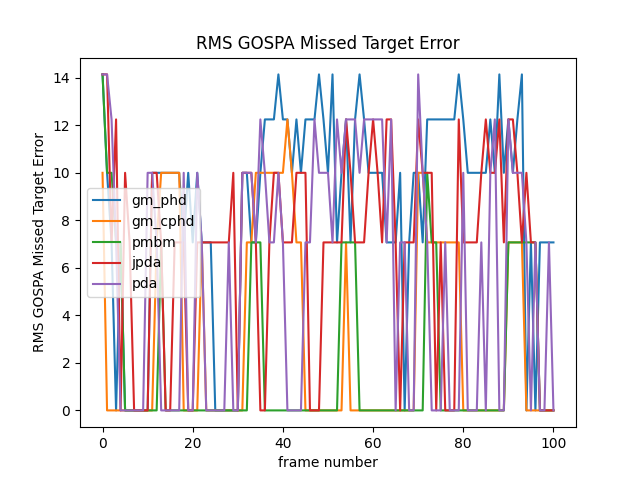 RMS GOSPA Missed Target Error
RMS GOSPA Missed Target Error
14
12
10
8
6
4
2
0
gm_phd
gm_cphd
pmbm
jpda
pda
0 20 40 60 80 100
frame number